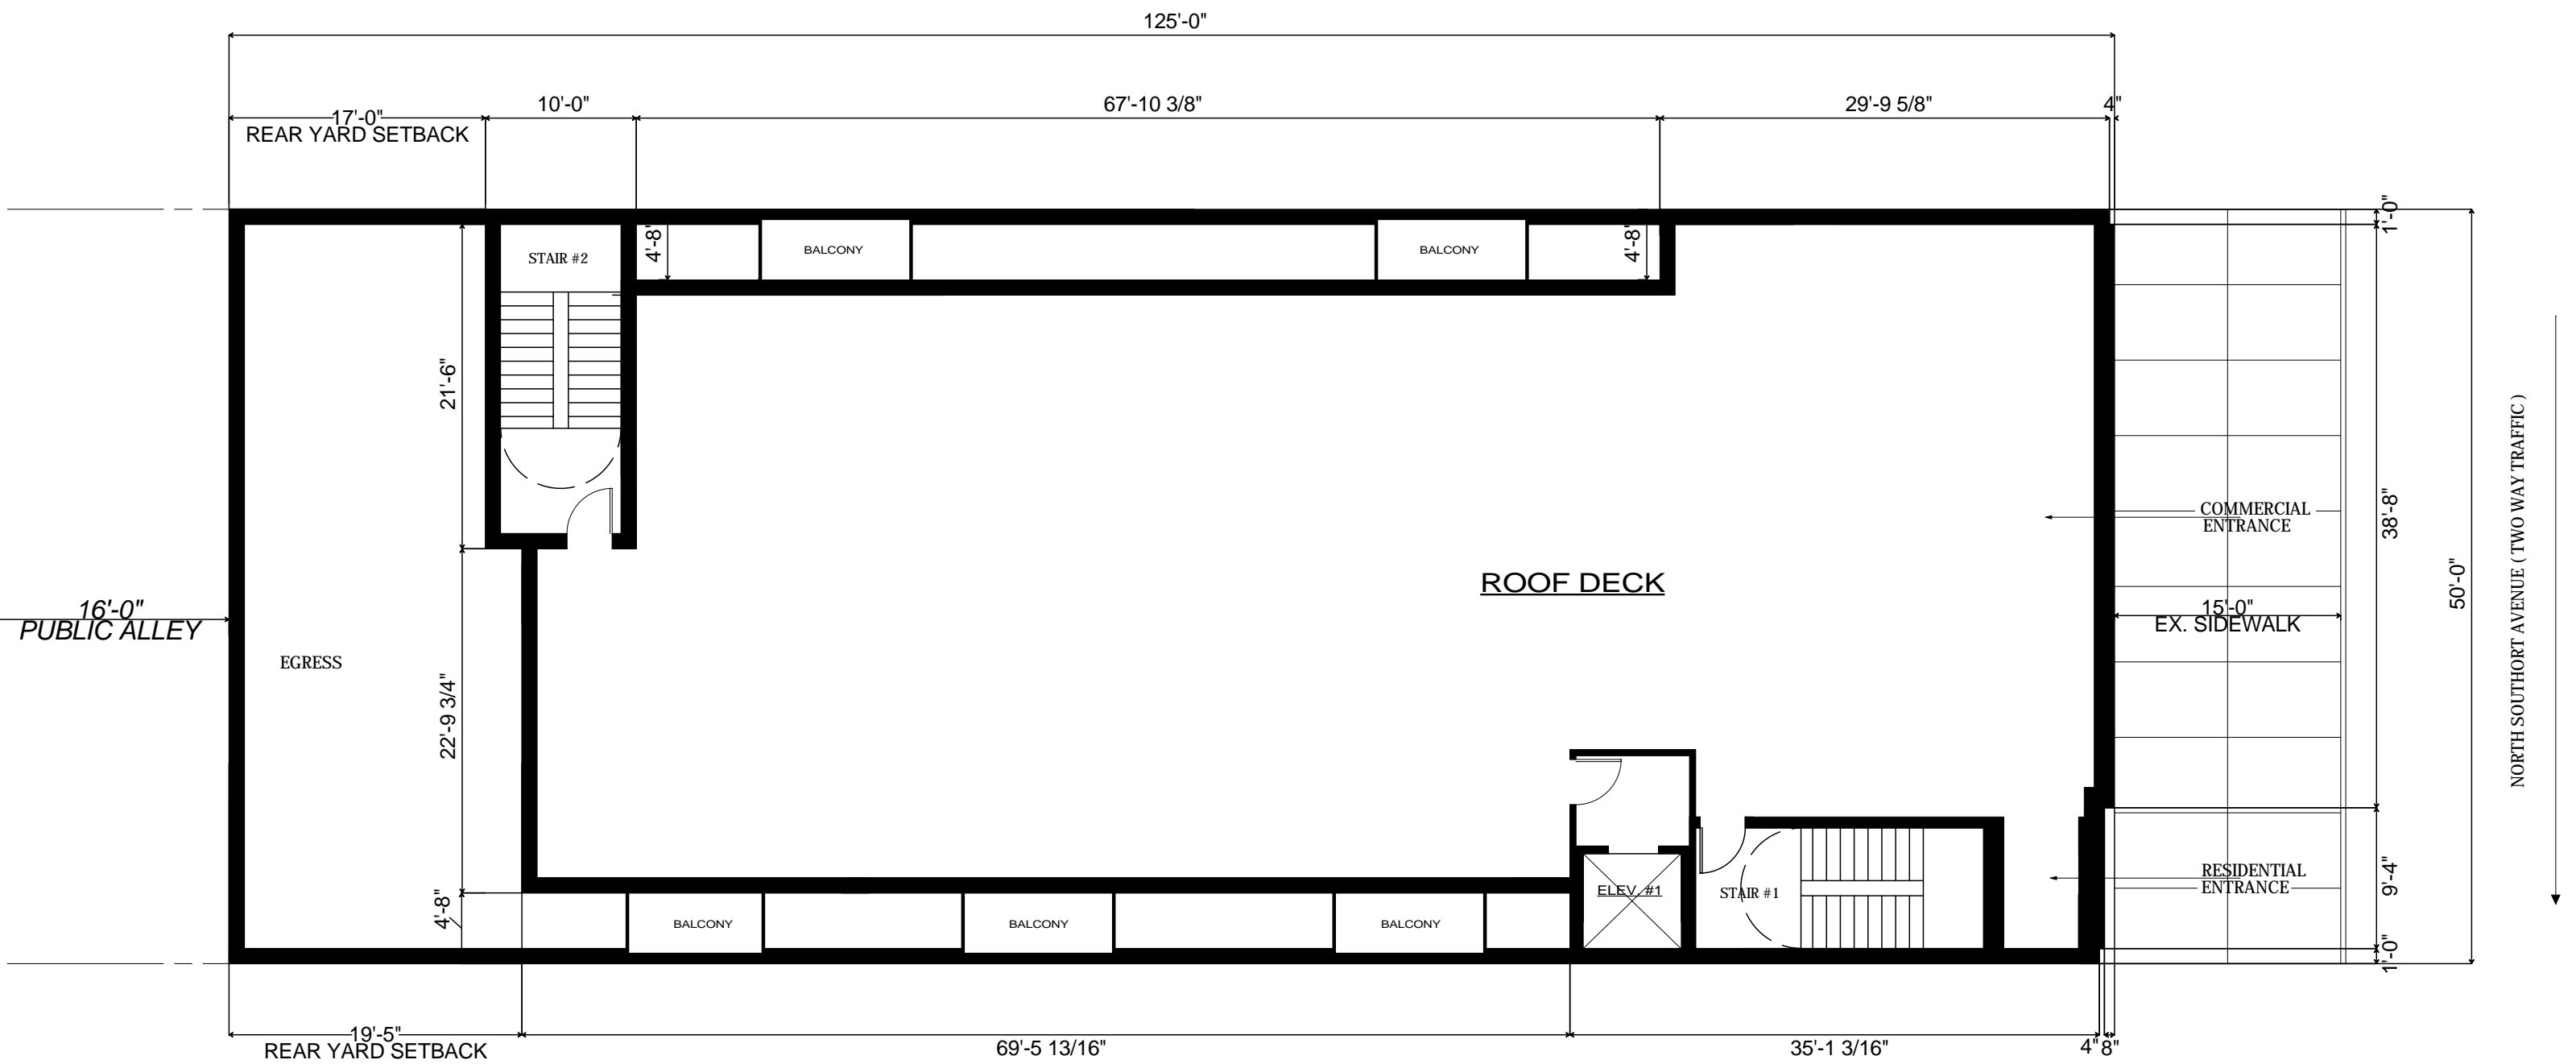 125'-0"
17'-0"
REAR YARD SETBACK
10'-0"
67'-10 3/8"
29'-9 5/8"
4"
1'-0"
4'-8'
BALCONY
BALCONY
4'-8'
STAIR #2
21'-6"
COMMERCIAL
ENTRANCE
38'-8"
50'-0"
NORTH SOUTHORT AVENUE ( TWO WAY TRAFFIC )
ROOF DECK
16'-0"
PUBLIC ALLEY
15'-0"
EX. SIDEWALK
EGRESS
22'-9 3/4"
RESIDENTIAL
ENTRANCE
9'-4"
ELEV. #1
STAIR #1
4'-8"
BALCONY
BALCONY
BALCONY
1'-0"
19'-5"
REAR YARD SETBACK
69'-5 13/16"
35'-1 3/16"
4"
8"